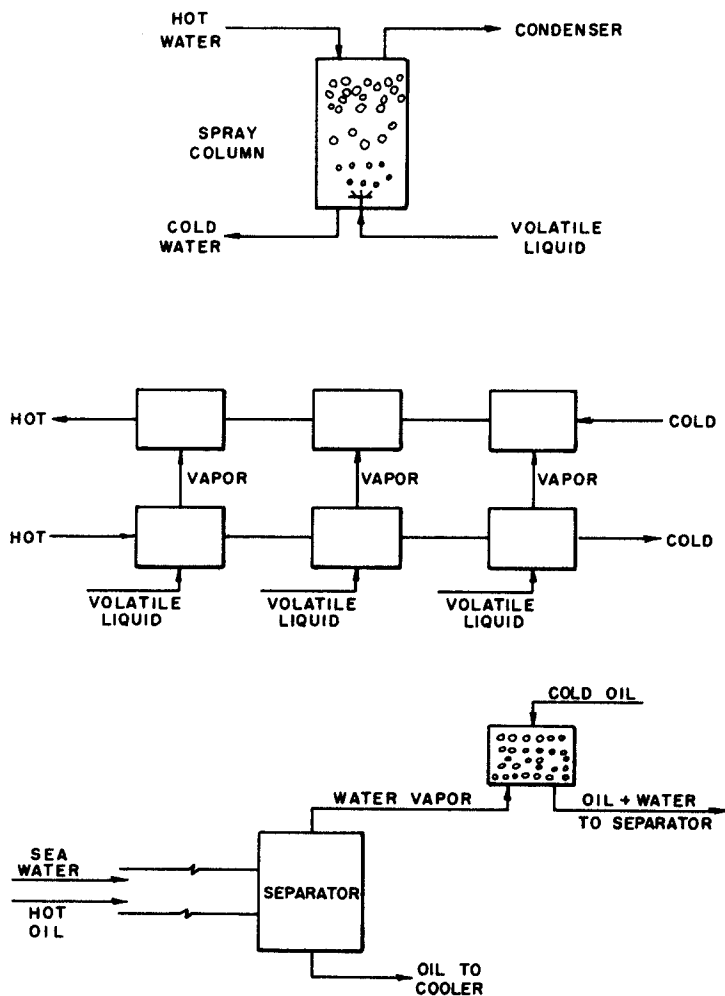 HOT
WATER
CONDENSER
SPRAY
COLUMN
COLD
WATER
VOLATILE
LIQUID
HOT
COLD
VAPOR
VAPOR
VAPOR
HOT
COLD
VOLATILE
LIQUID
VOLATILE
LIQUID
VOLATILE
LIQUID
COLD OIL
WATER VAPOR
OIL + WATER
TO SEPARATOR
SEA
WATER
SEPARATOR
HOT
OIL
OIL TO
COOLER